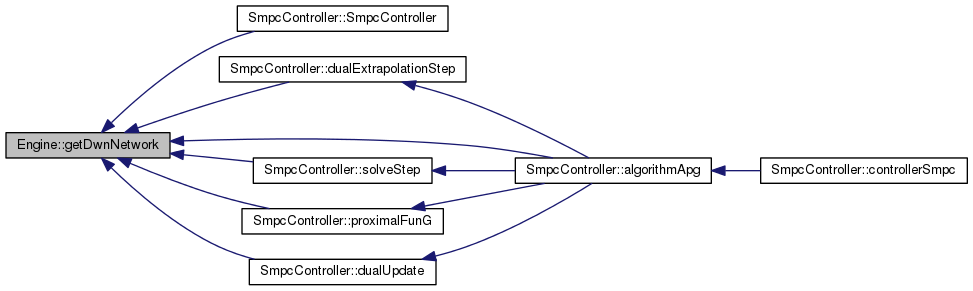 SmpcController::SmpcController
SmpcController::dualExtrapolationStep
Engine::getDwnNetwork
SmpcController::solveStep
SmpcController::algorithmApg
SmpcController::controllerSmpc
SmpcController::proximalFunG
SmpcController::dualUpdate